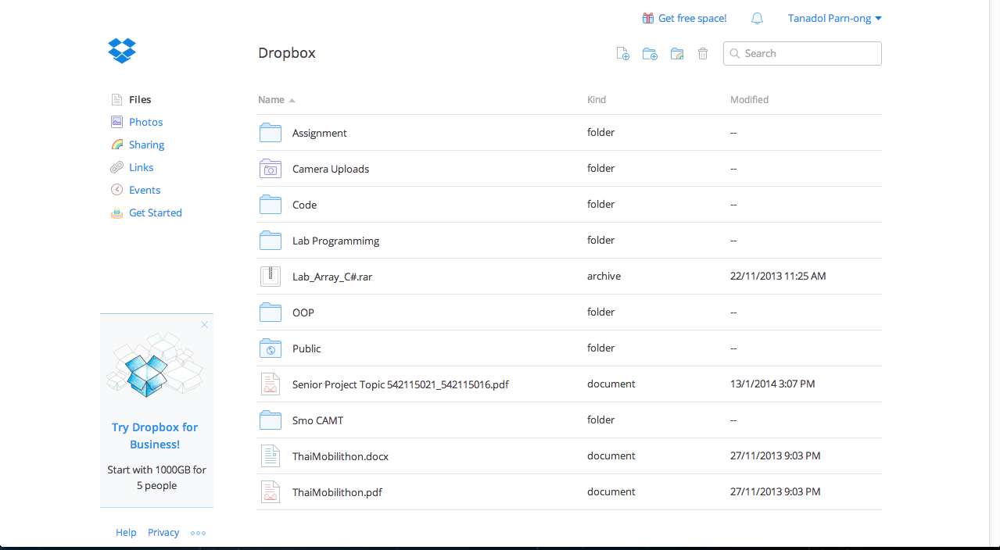 Get free space!
Tanadol Parn-ong
Dropbox
Search
Files
Photos
Sharing
Links
Events
Get Started
Name Kind Modified
Assignment folder --
Camera Uploads folder --
Code folder --
Lab Programmimg folder --
Lab_Array_C#.rar archive 22/11/2013 11:25 AM
OOP folder --
Public folder --
Senior Project Topic 542115021_542115016.pdf document 13/1/2014 3:07 PM
Smo CAMT folder --
ThaiMobilithon.docx document 27/11/2013 9:03 PM
ThaiMobilithon.pdf document 27/11/2013 9:03 PM
Try Dropbox for
Business!
Start with 1000GB for
5 people
Help Privacy